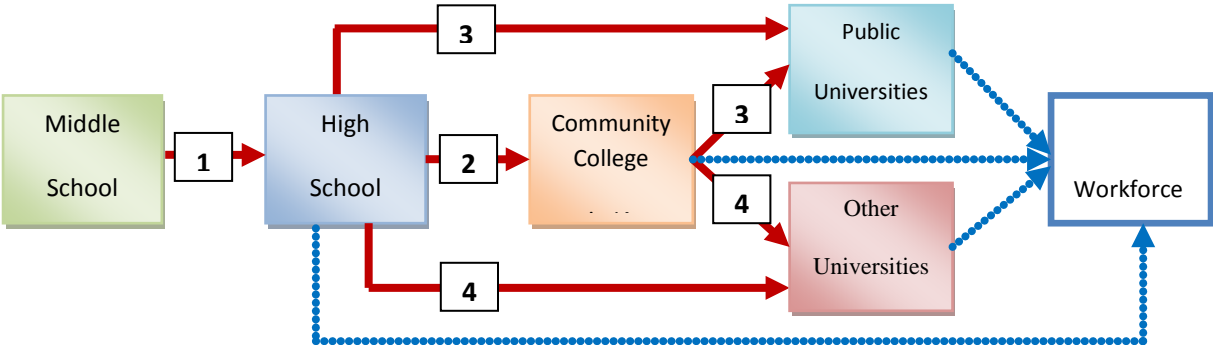 3
Public
Universities
Middle
School
1
High
School
2
Community
College
3
4
Other
Universities
Workforce
4